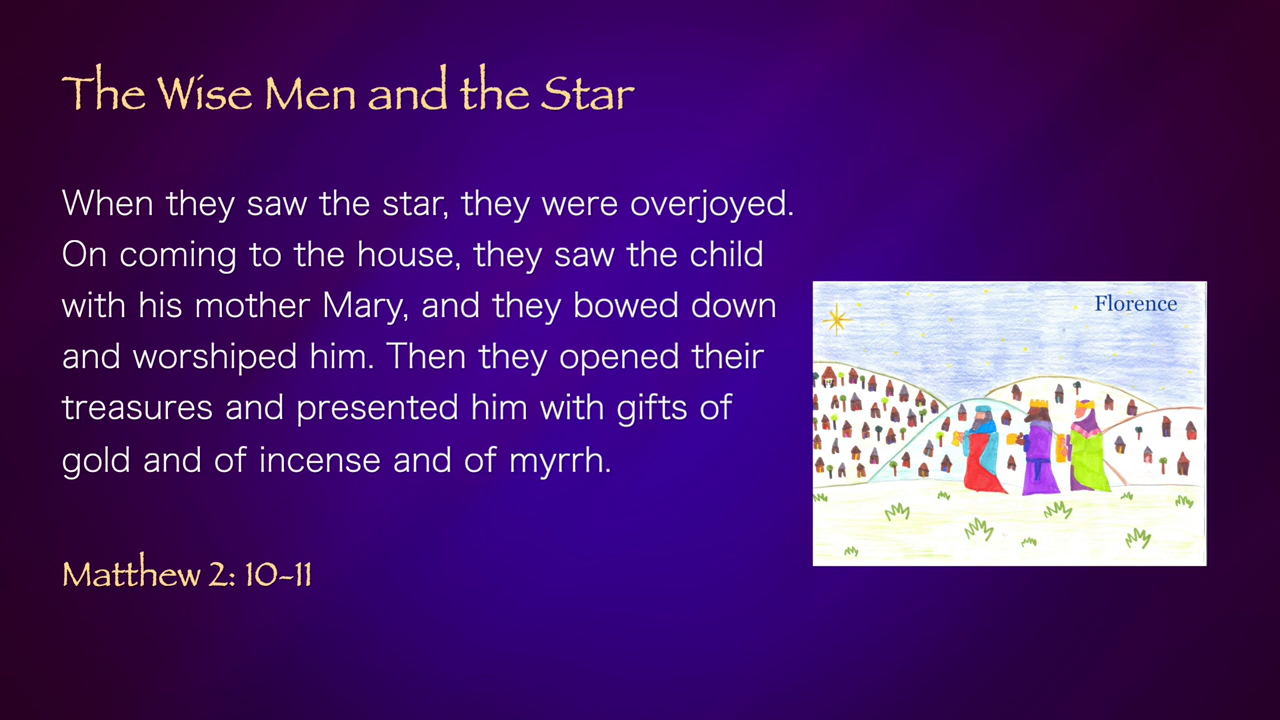 The Wise Men and the Star
When they saw the star, they were overjoyed.
On coming to the house, they saw the child
with his mother Mary, and they bowed down
and worshiped him. Then they opened their
treasures and presented him with gifts of
gold and of incense and of myrrh.
Matthew 2: 10-11
Florence